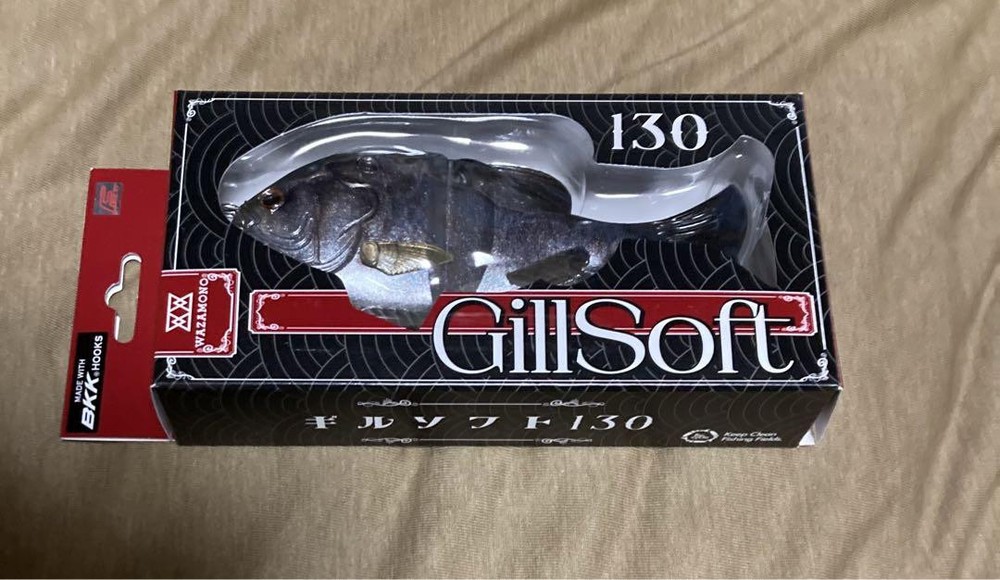 130
GillSoft
WAZAMONO
MADE WITH
BKK HOOKS
ギルソフト130
Keep Clean
Fishing Fields